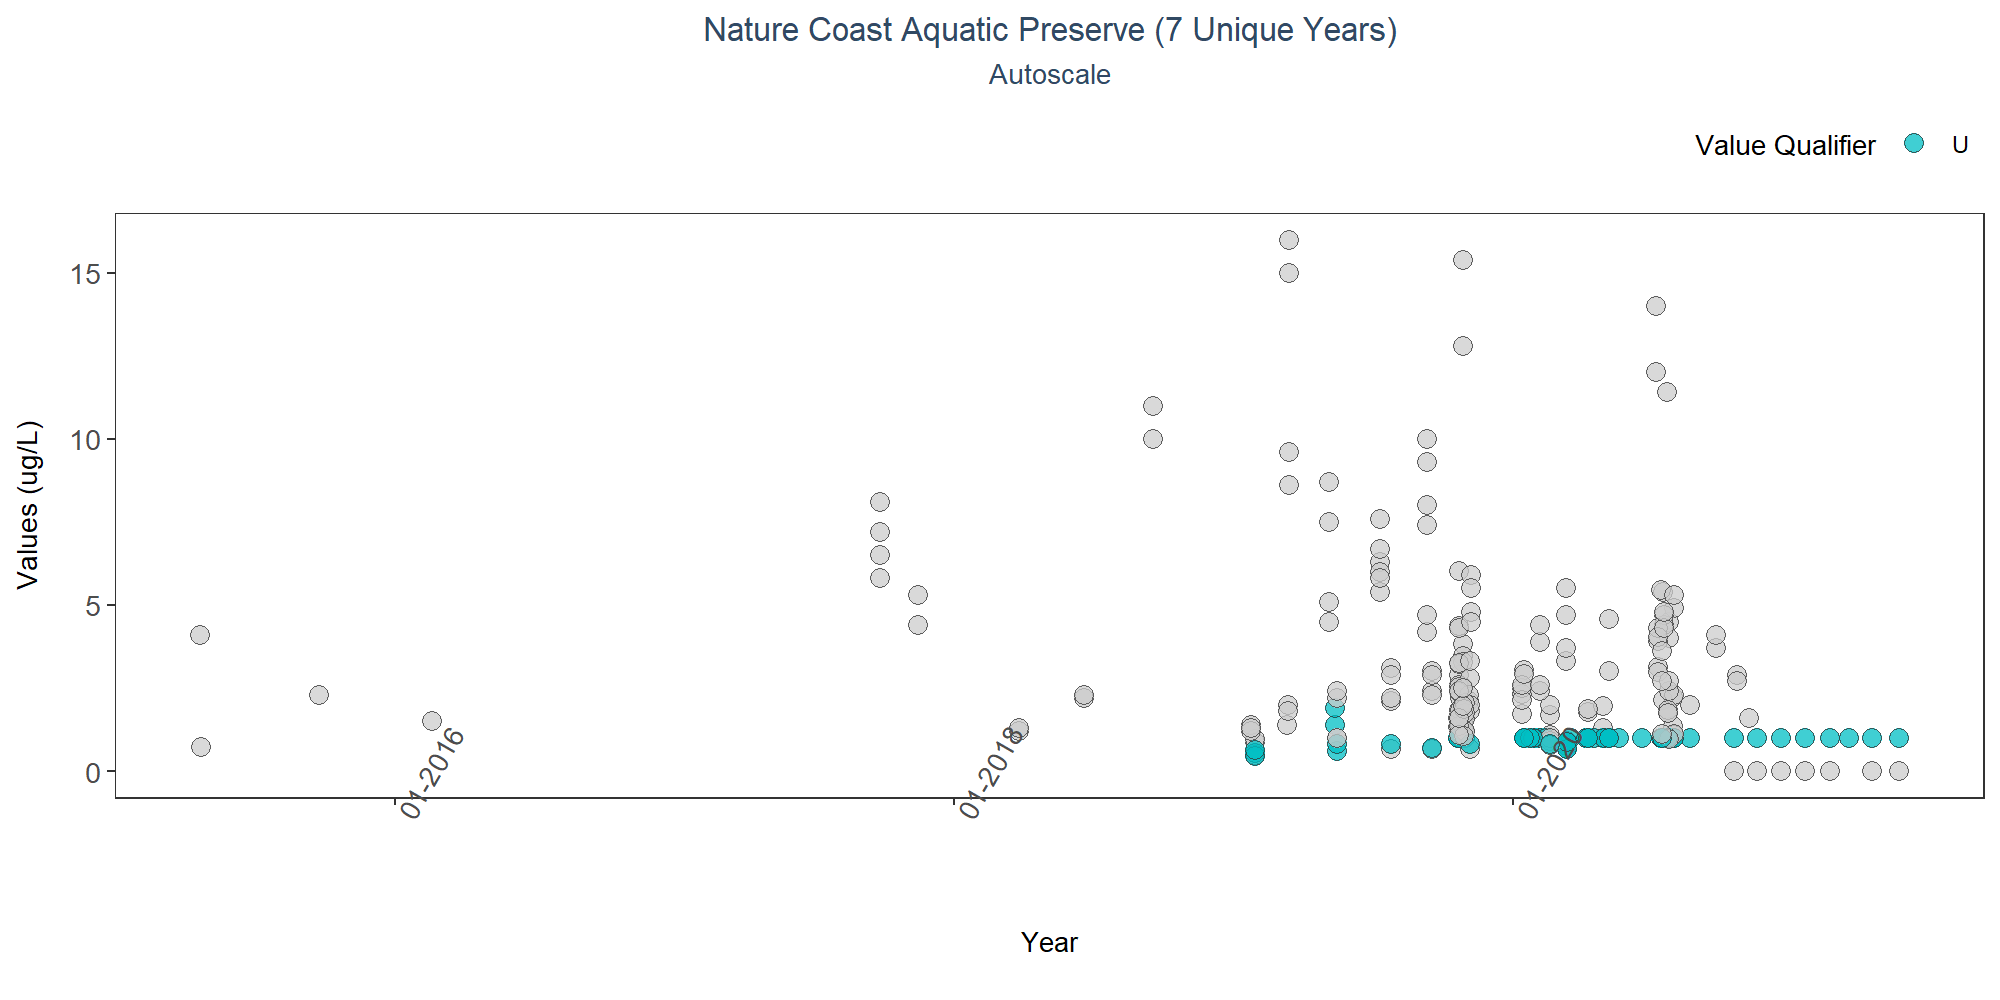 Nature Coast Aquatic Preserve (7 Unique Years)
Autoscale
Value Qualifier U
Values (ug/L)
15
10
5
0
01-2016
01-2018
01-2020
Year